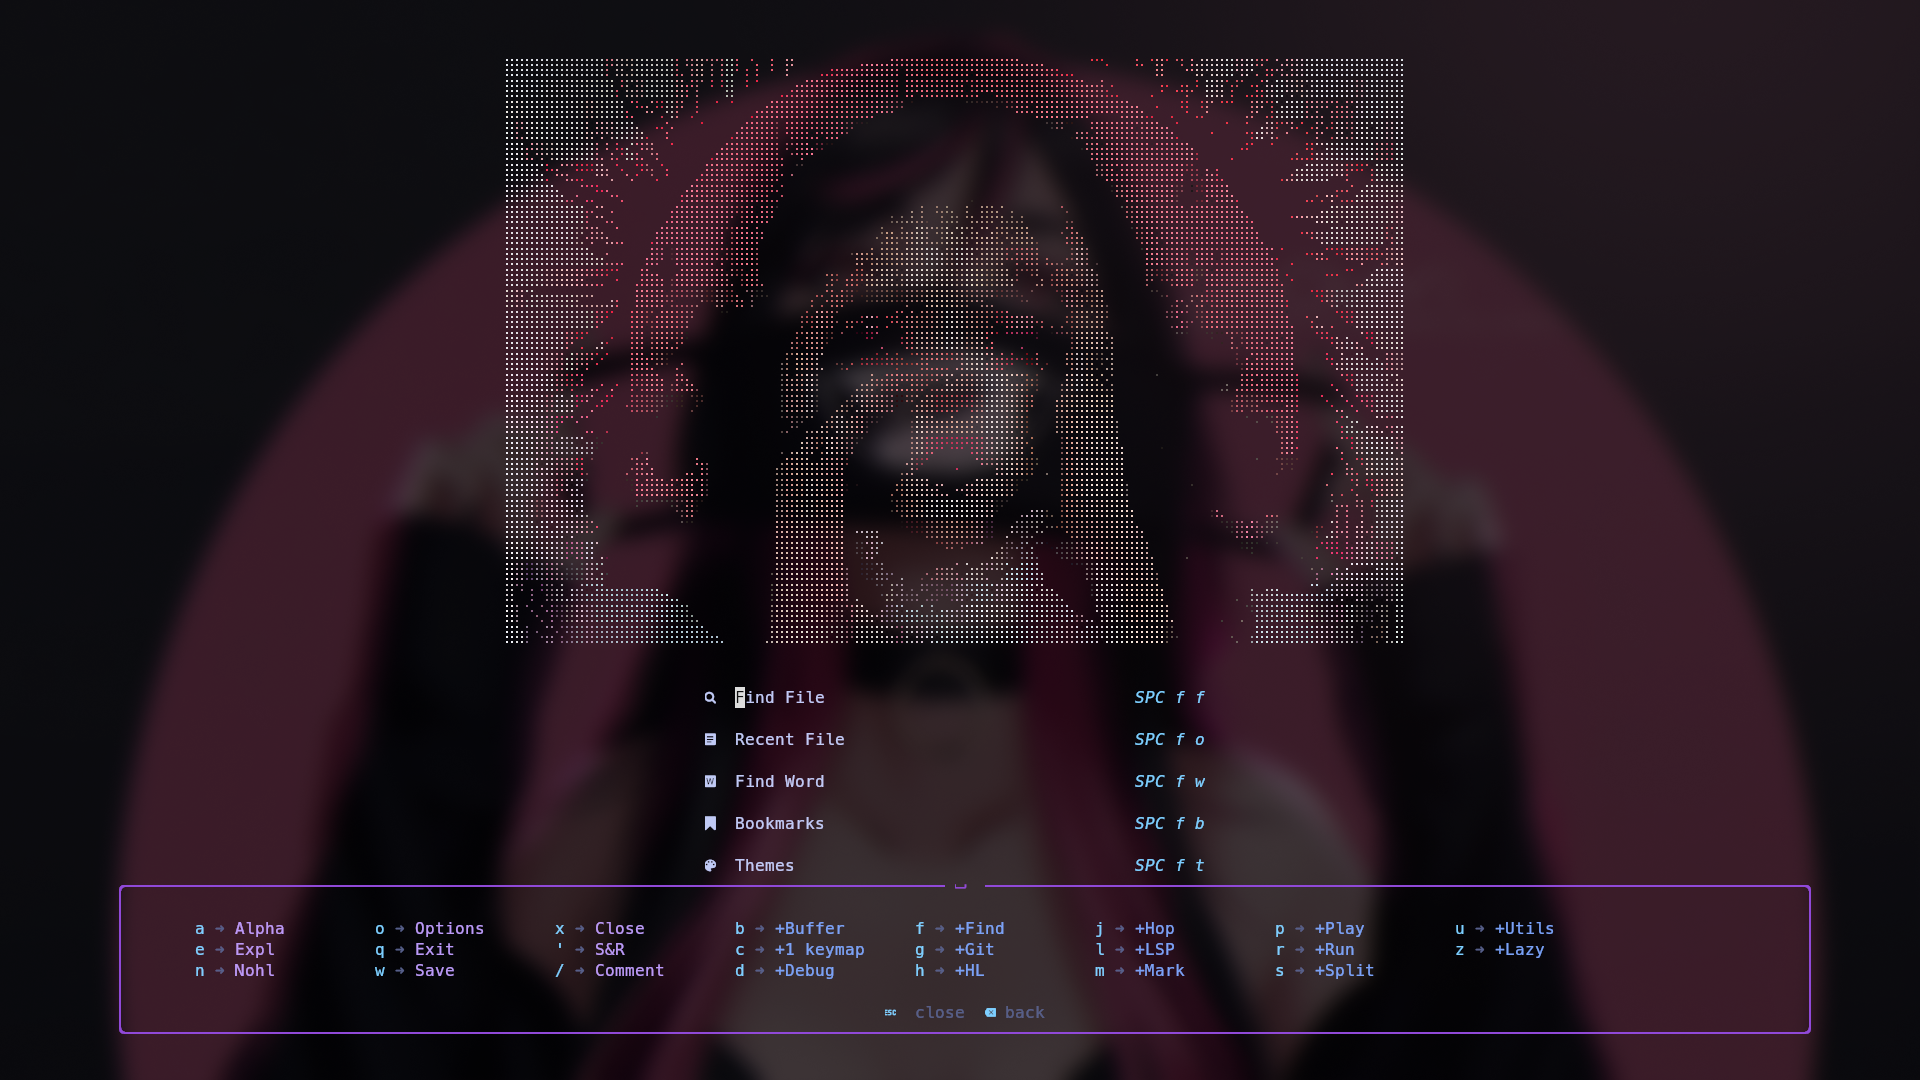 Find File SPC f f
Recent File SPC f o
Find Word SPC f w
Bookmarks SPC f b
Themes SPC f t
a ➜ Alpha o ➜ Options x ➜ Close b ➜ +Buffer f ➜ +Find j ➜ +Hop p ➜ +Play u ➜ +Utils
e ➜ Expl q ➜ Exit ' ➜ S&R c ➜ +1 keymap g ➜ +Git l ➜ +LSP r ➜ +Run z ➜ +Lazy
n ➜ Nohl w ➜ Save / ➜ Comment d ➜ +Debug h ➜ +HL m ➜ +Mark s ➜ +Split
ESC close back